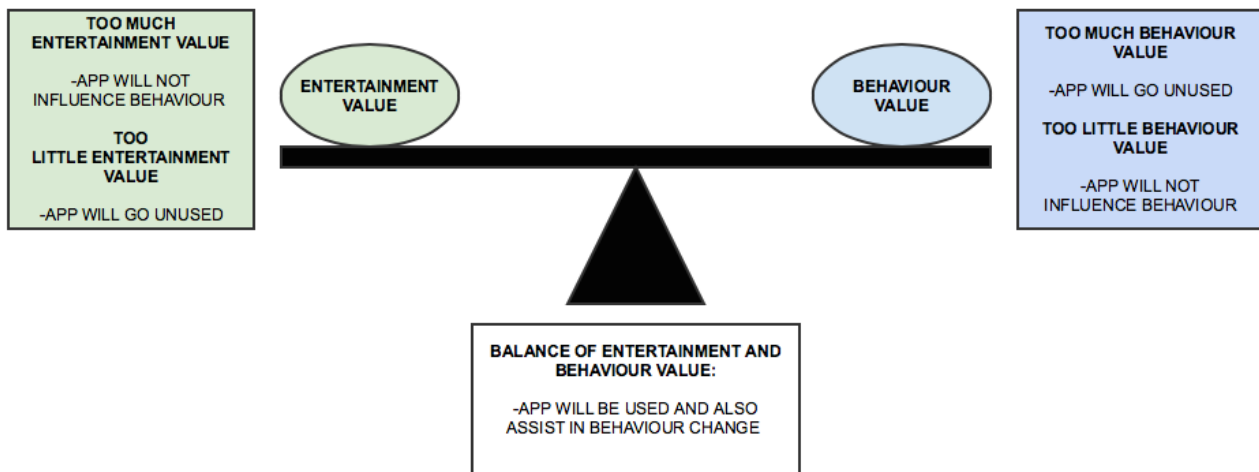 TOO MUCH
ENTERTAINMENT VALUE
-APP WILL NOT
INFLUENCE BEHAVIOUR
TOO
LITTLE ENTERTAINMENT
VALUE
-APP WILL GO UNUSED
ENTERTAINMENT
VALUE
BEHAVIOUR
VALUE
TOO MUCH BEHAVIOUR
VALUE
-APP WILL GO UNUSED
TOO LITTLE BEHAVIOUR
VALUE
-APP WILL NOT
INFLUENCE BEHAVIOUR
BALANCE OF ENTERTAINMENT AND
BEHAVIOUR VALUE:
-APP WILL BE USED AND ALSO
ASSIST IN BEHAVIOUR CHANGE